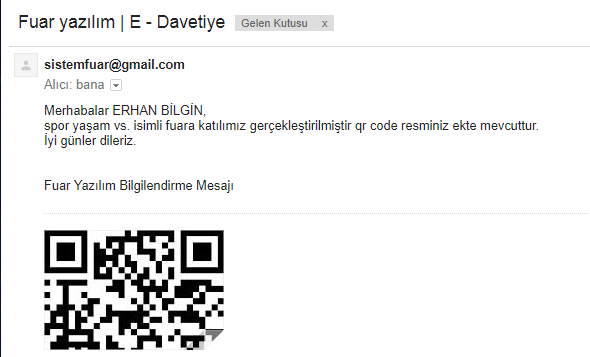 Fuar yazılım | E - Davetiye Gelen Kutusu x
sistemfuar@gmail.com
Alıcı: bana
Merhabalar ERHAN BİLGİN,
spor yaşam vs. isimli fuara katılımız gerçekleştirilmiştir qr code resminiz ekte mevcuttur.
İyi günler dileriz.
Fuar Yazılım Bilgilendirme Mesajı